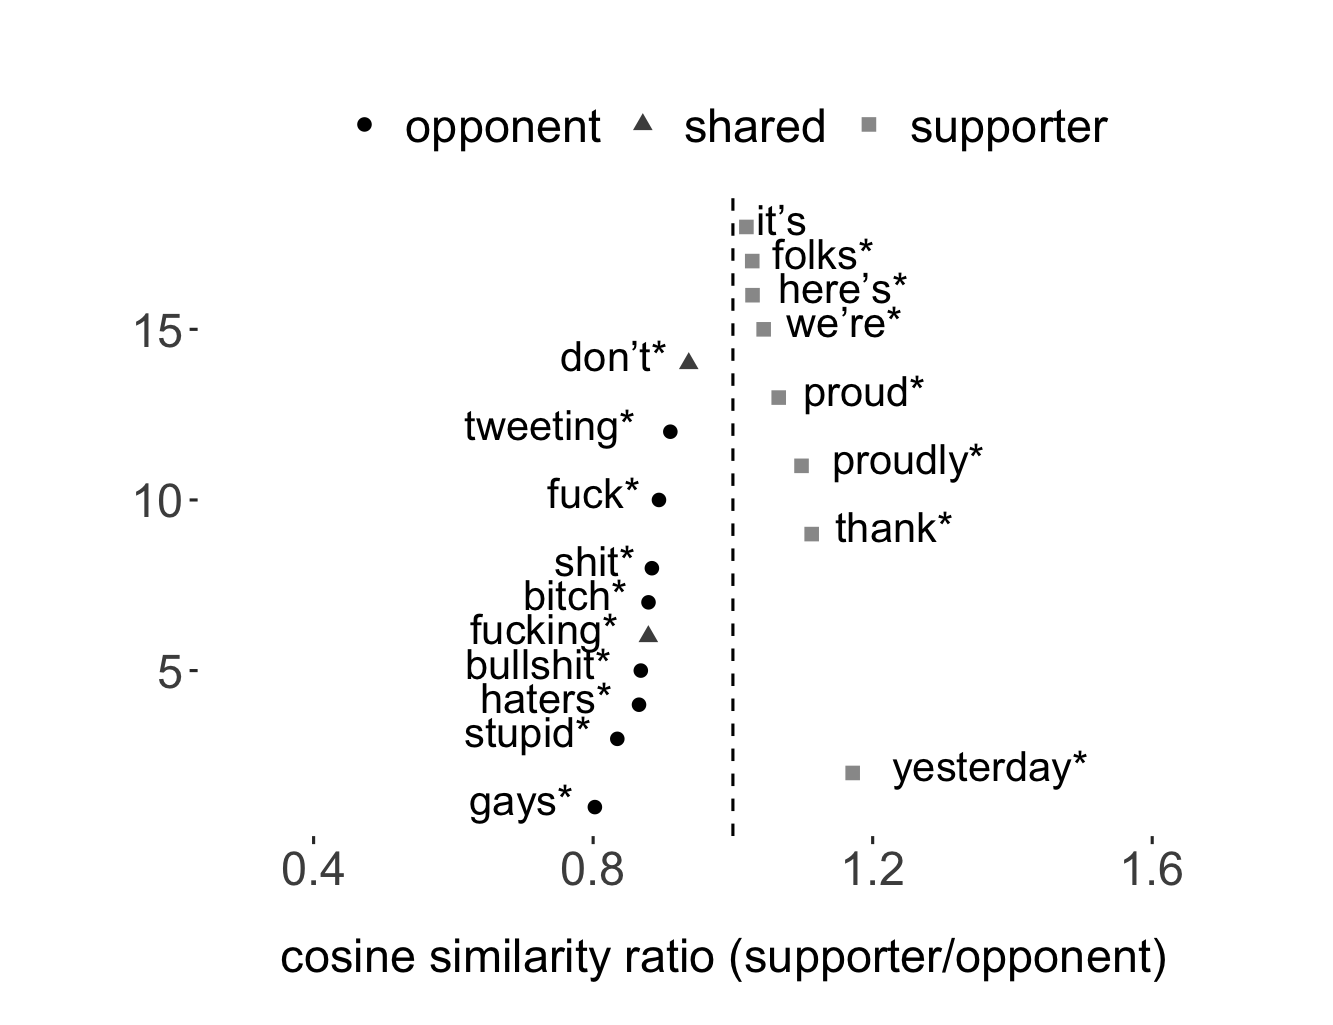 opponent shared supporter
it’s
folks*
here’s*
15
we’re*
don’t*
proud*
tweeting*
proudly*
10
fuck*
thank*
shit*
bitch*
fucking*
5
bullshit*
haters*
stupid*
yesterday*
gays*
0.4 0.8 1.2 1.6
cosine similarity ratio (supporter/opponent)